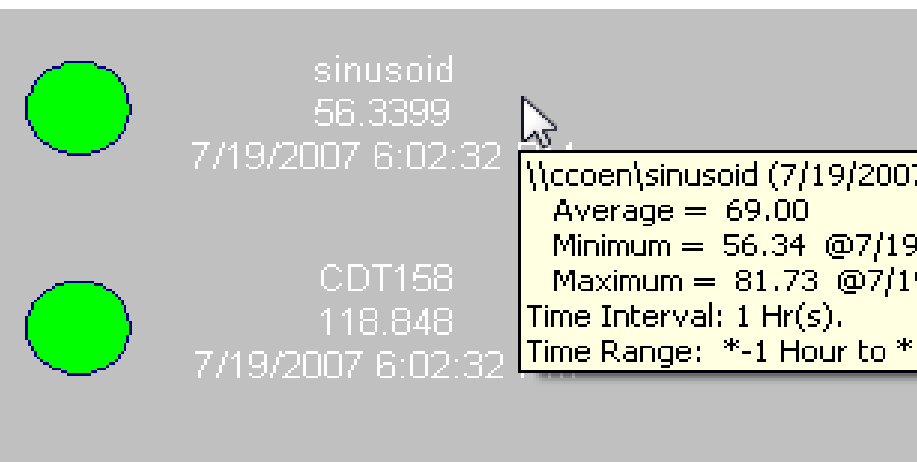 sinusoid
56.3399
7/19/2007 6:02:32
\\ccoen\sinusoid (7/19/2007
Average = 69.00
Minimum = 56.34 @7/19
Maximum = 81.73 @7/19
Time Interval: 1 Hr(s).
Time Range: *-1 Hour to *
CDT158
118.848
7/19/2007 6:02:32